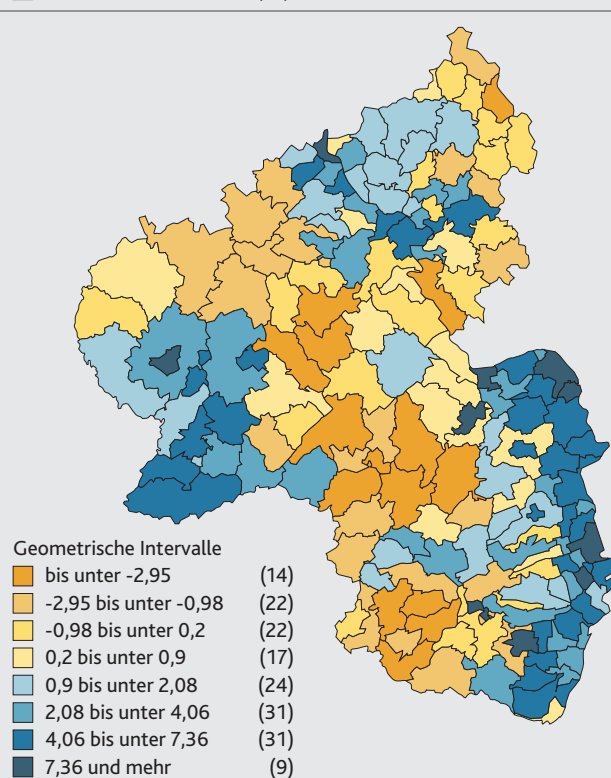 Geometrische Intervalle
bis unter -2,95 (14)
-2,95 bis unter -0,98 (22)
-0,98 bis unter 0,2 (22)
0,2 bis unter 0,9 (17)
0,9 bis unter 2,08 (24)
2,08 bis unter 4,06 (31)
4,06 bis unter 7,36 (31)
7,36 und mehr (9)